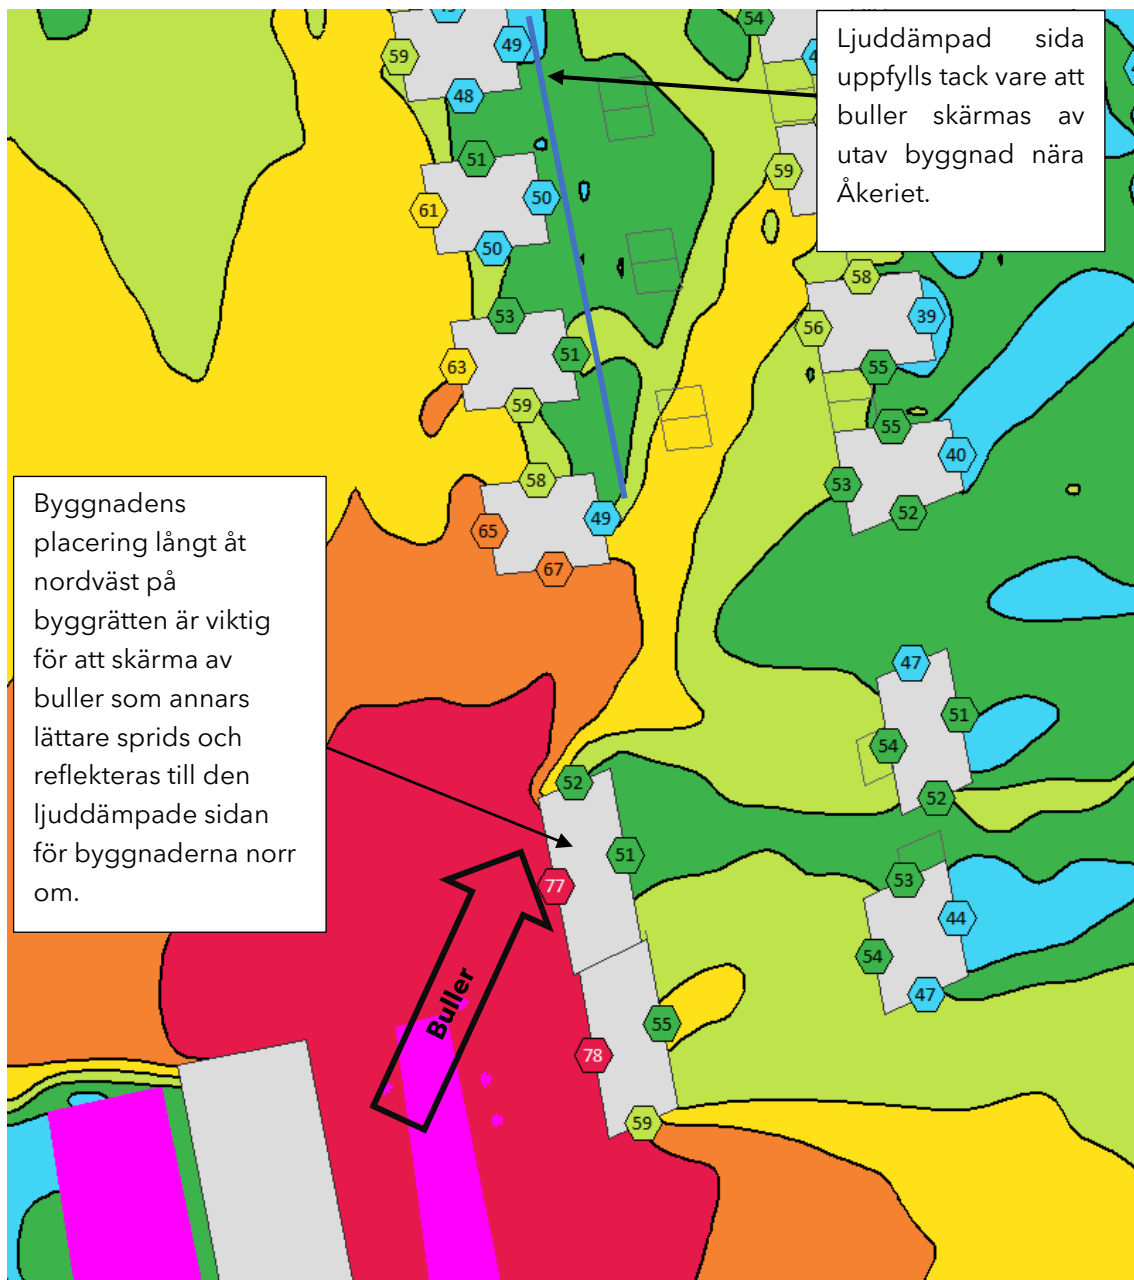 45
54
59
49
48
Ljuddämpad sida
uppfylls tack vare att
buller skärmas av
utav byggnad nära
Åkeriet.
51
59
61
50
50
58
53
56
39
51
63
55
59
55
40
58
53
52
49
65
67
Byggnadens
placering långt åt
nordväst på
byggrätten är viktig
för att skärma av
buller som annars
lättare sprids och
reflekteras till den
ljuddämpade sidan
för byggnaderna norr
om.
47
51
54
52
52
51
77
53
44
54
47
Buller
55
78
59